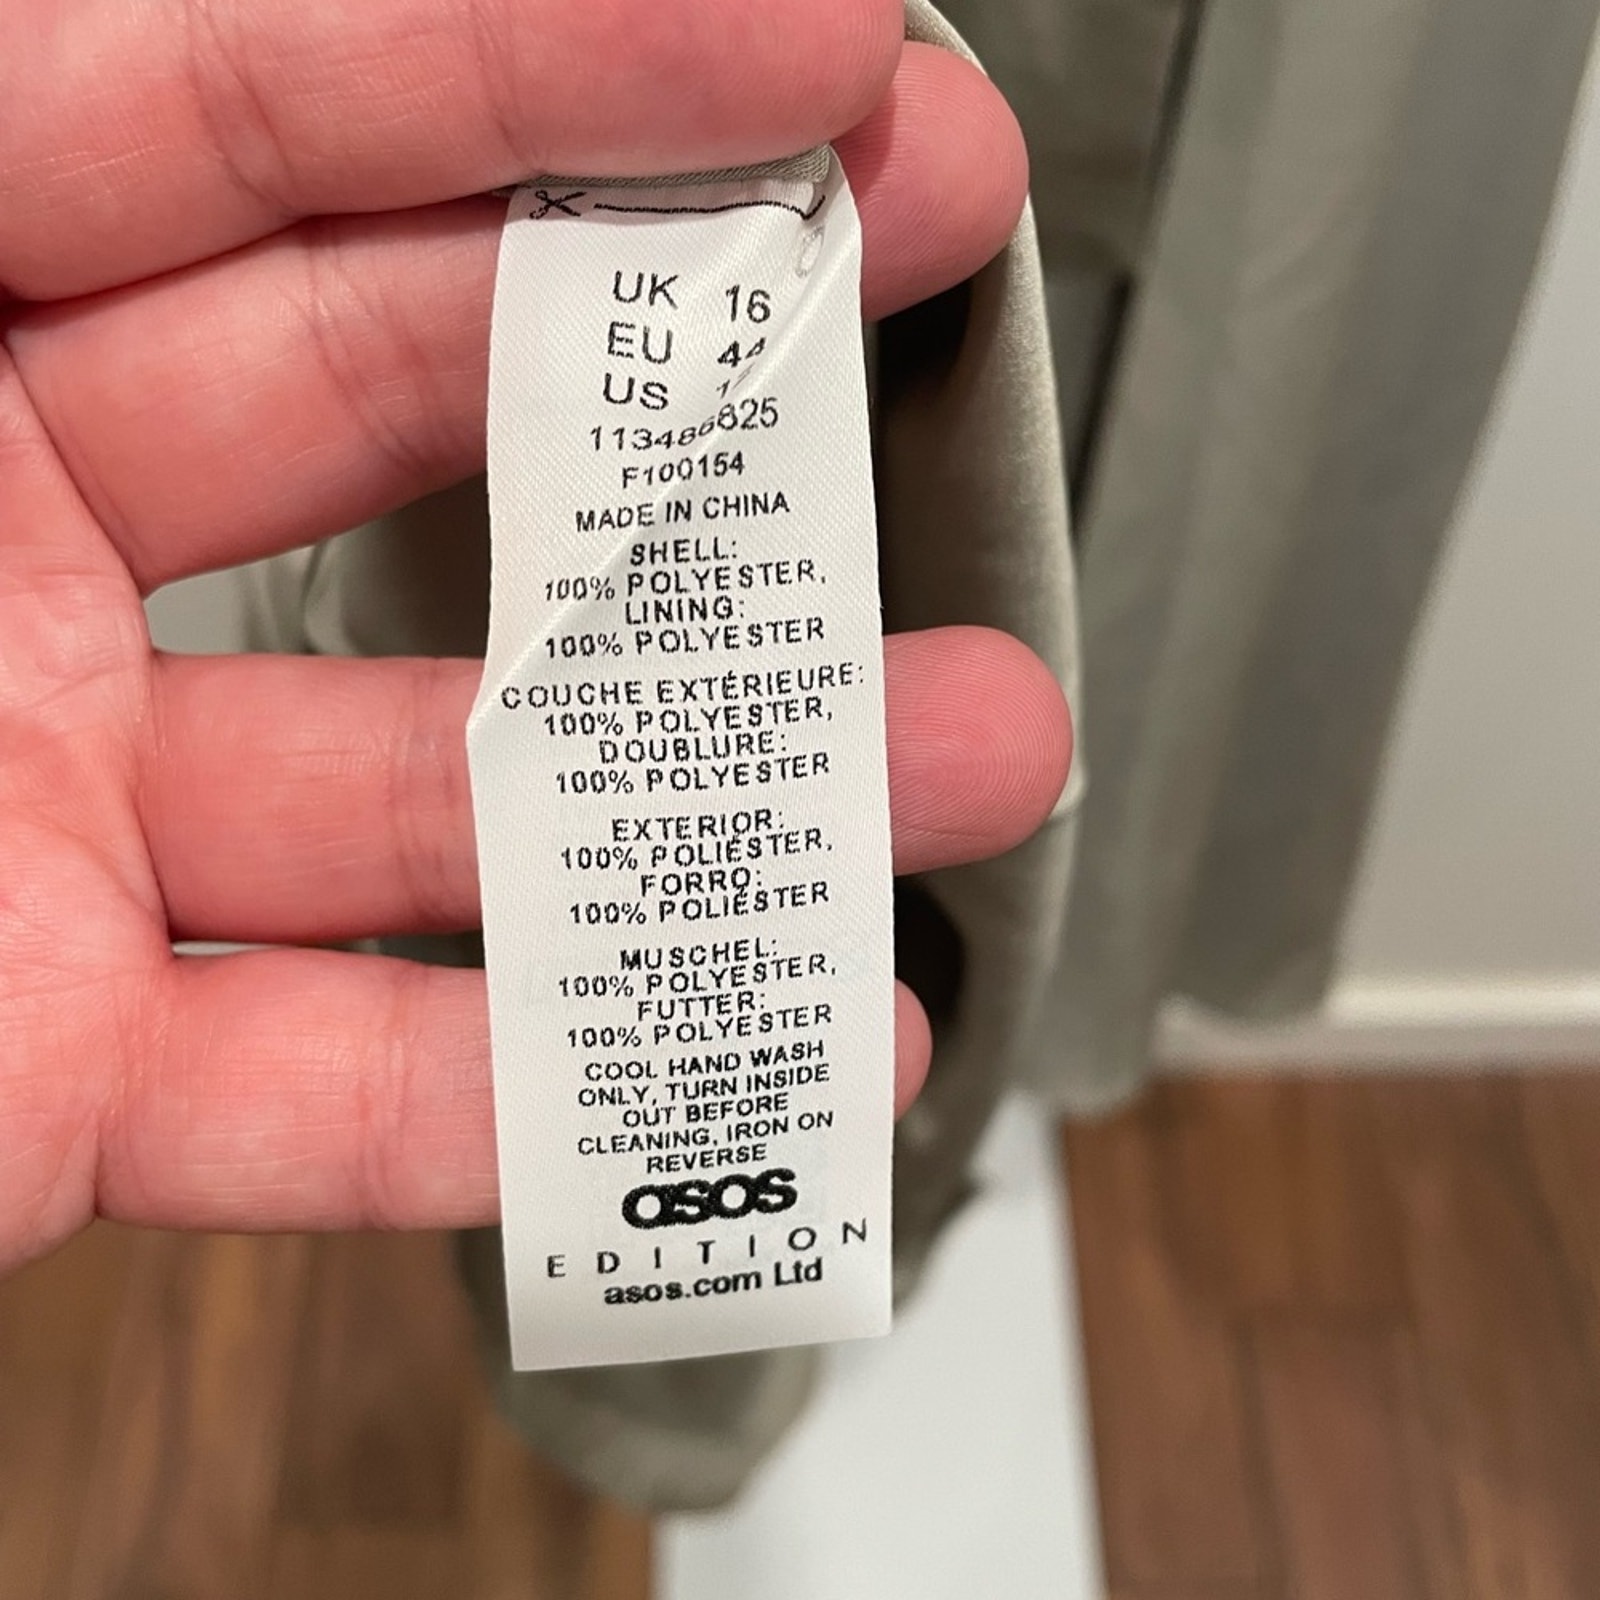 UK 16
EU 44
US
113486825
F100154
MADE IN CHINA
SHELL:
100% POLYESTER,
LINING:
100% POLYESTER
COUCHE EXTÉRIEURE:
100% POLYESTER,
DOUBLURE:
100% POLYESTER
EXTERIOR:
100% POLIÉSTER,
FORRO:
100% POLIÉSTER
MUSCHEL:
100% POLYESTER,
FUTTER:
100% POLYESTER
COOL HAND WASH
ONLY, TURN INSIDE
OUT BEFORE
CLEANING, IRON ON
REVERSE
asos
EDITION
asos.com Ltd